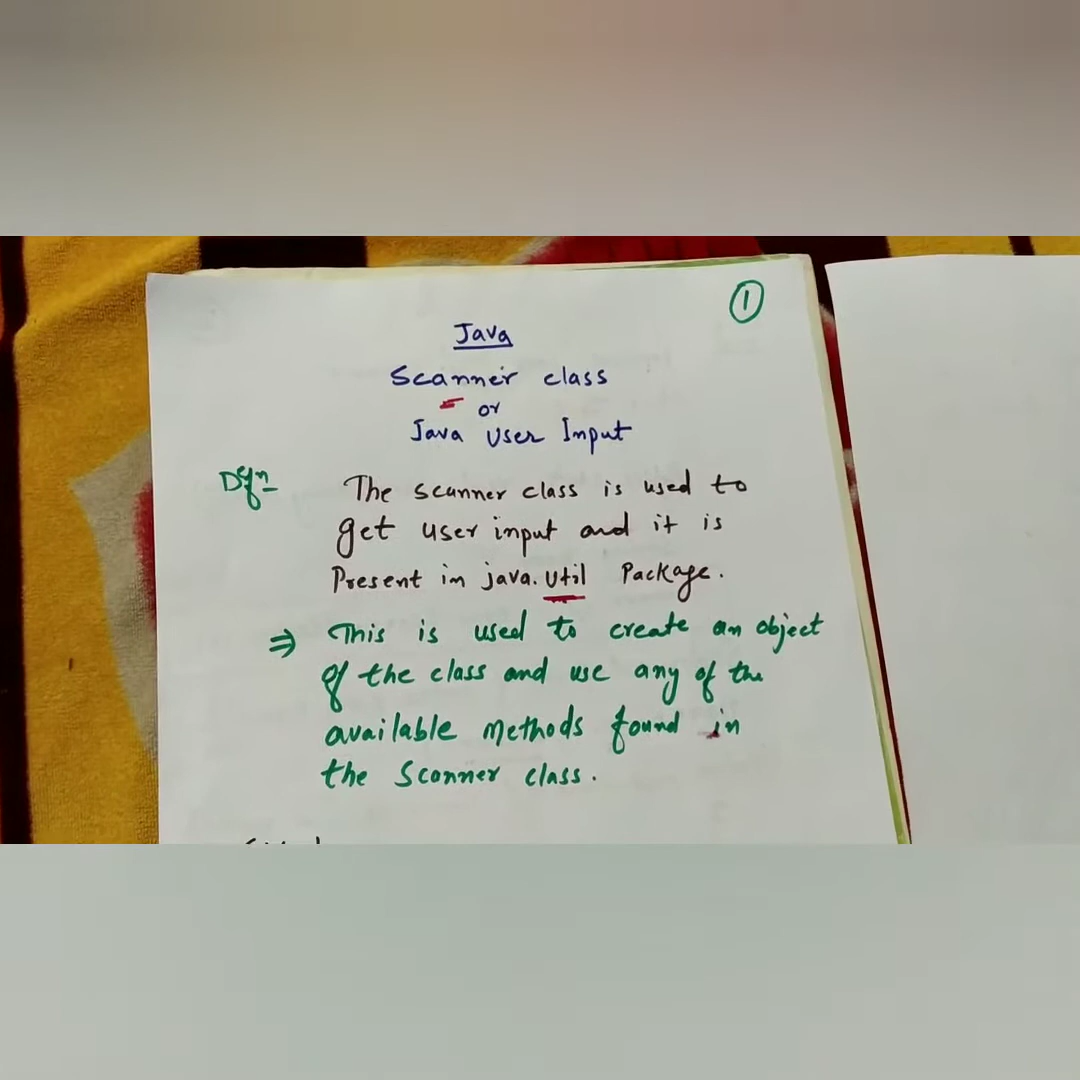 ①
Java
Scanner class
or
Java User Input
Defn
The scanner class is used to
get user input and it is
Present in java.util Package.
⇒ This is used to create an object
of the class and use any of the
available Methods found in
the Scanner class.